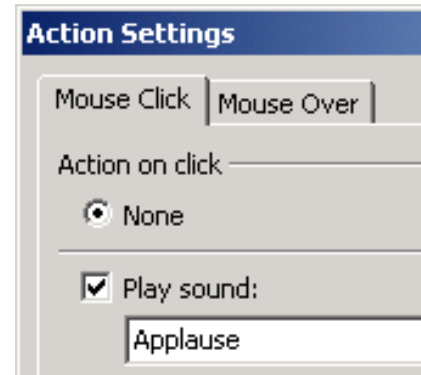 Action Settings
Mouse Click Mouse Over
Action on click
None
Play sound:
Applause